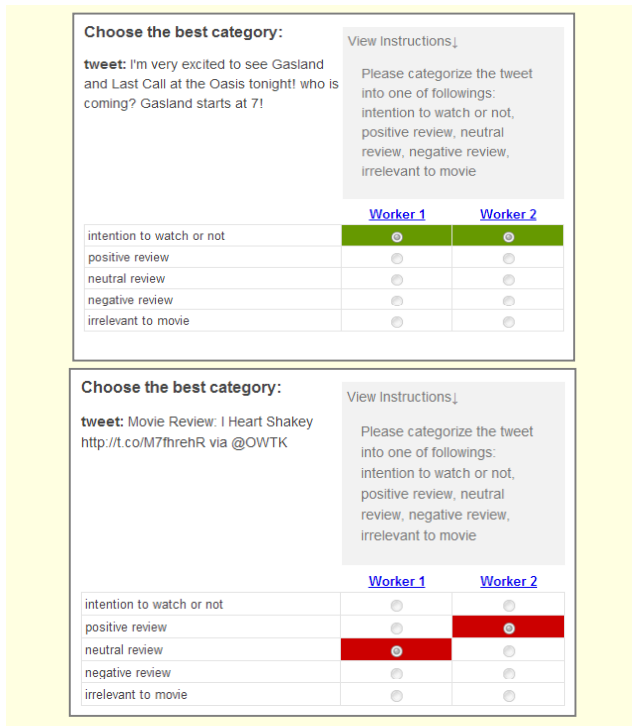 Choose the best category:
tweet: I'm very excited to see Gasland
and Last Call at the Oasis tonight! who is
coming? Gasland starts at 7!
View Instructions↓
Please categorize the tweet
into one of followings:
intention to watch or not,
positive review, neutral
review, negative review,
irrelevant to movie
Worker 1 Worker 2
intention to watch or not
positive review
neutral review
negative review
irrelevant to movie
Choose the best category:
tweet: Movie Review: I Heart Shakey
http://t.co/M7fhrehR via @OWTK
View Instructions↓
Please categorize the tweet
into one of followings:
intention to watch or not,
positive review, neutral
review, negative review,
irrelevant to movie
Worker 1 Worker 2
intention to watch or not
positive review
neutral review
negative review
irrelevant to movie